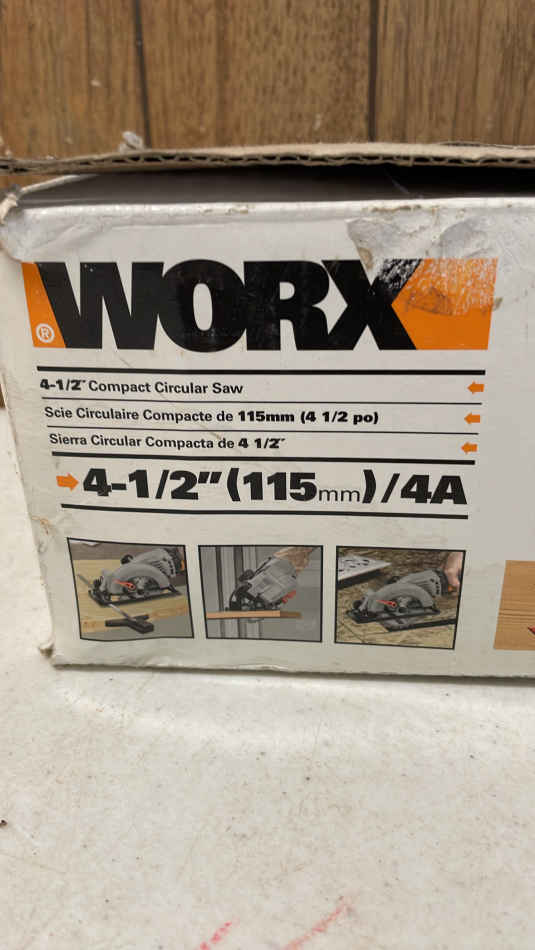 WORX
®
4-1/2" Compact Circular Saw
Scie Circulaire Compacte de 115mm (4 1/2 po)
Sierra Circular Compacta de 4 1/2"
4-1/2"(115mm)/4A